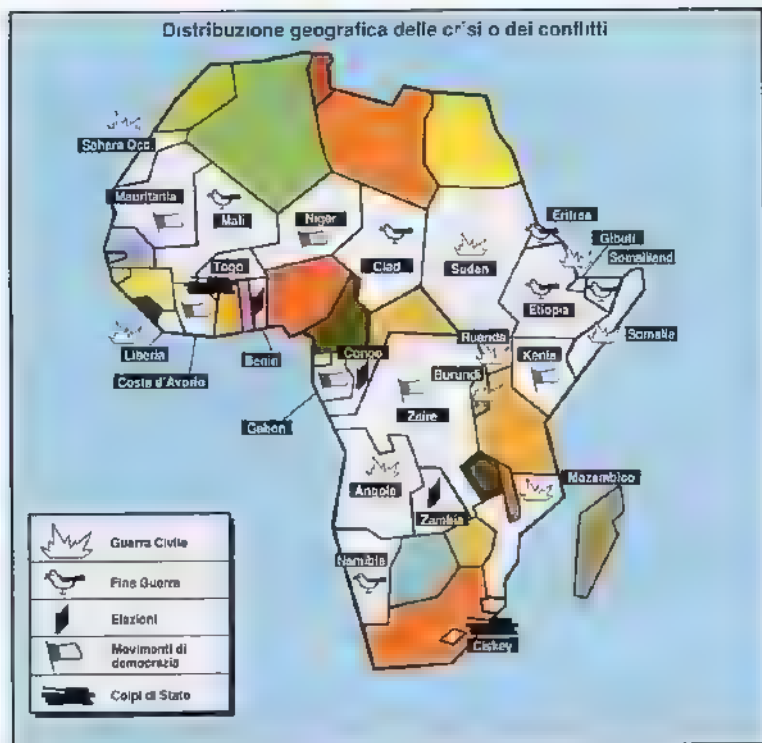 Distribuzione geografica delle crisi o dei conflitti
Sahara Occ.
Mauritania
Mali
Niger
Ciad
Sudan
Eritrea
Gibuti
Somaliland
Togo
Etiopia
Liberia
Benin
Costa d'Avorio
Congo
Ruanda
Kenia
Somalia
Burundi
Gabon
Zaire
Angola
Zambia
Mozambico
Namibia
Ciskey
Guerra Civile
Fine Guerra
Elezioni
Movimenti di
democrazia
Colpi di Stato